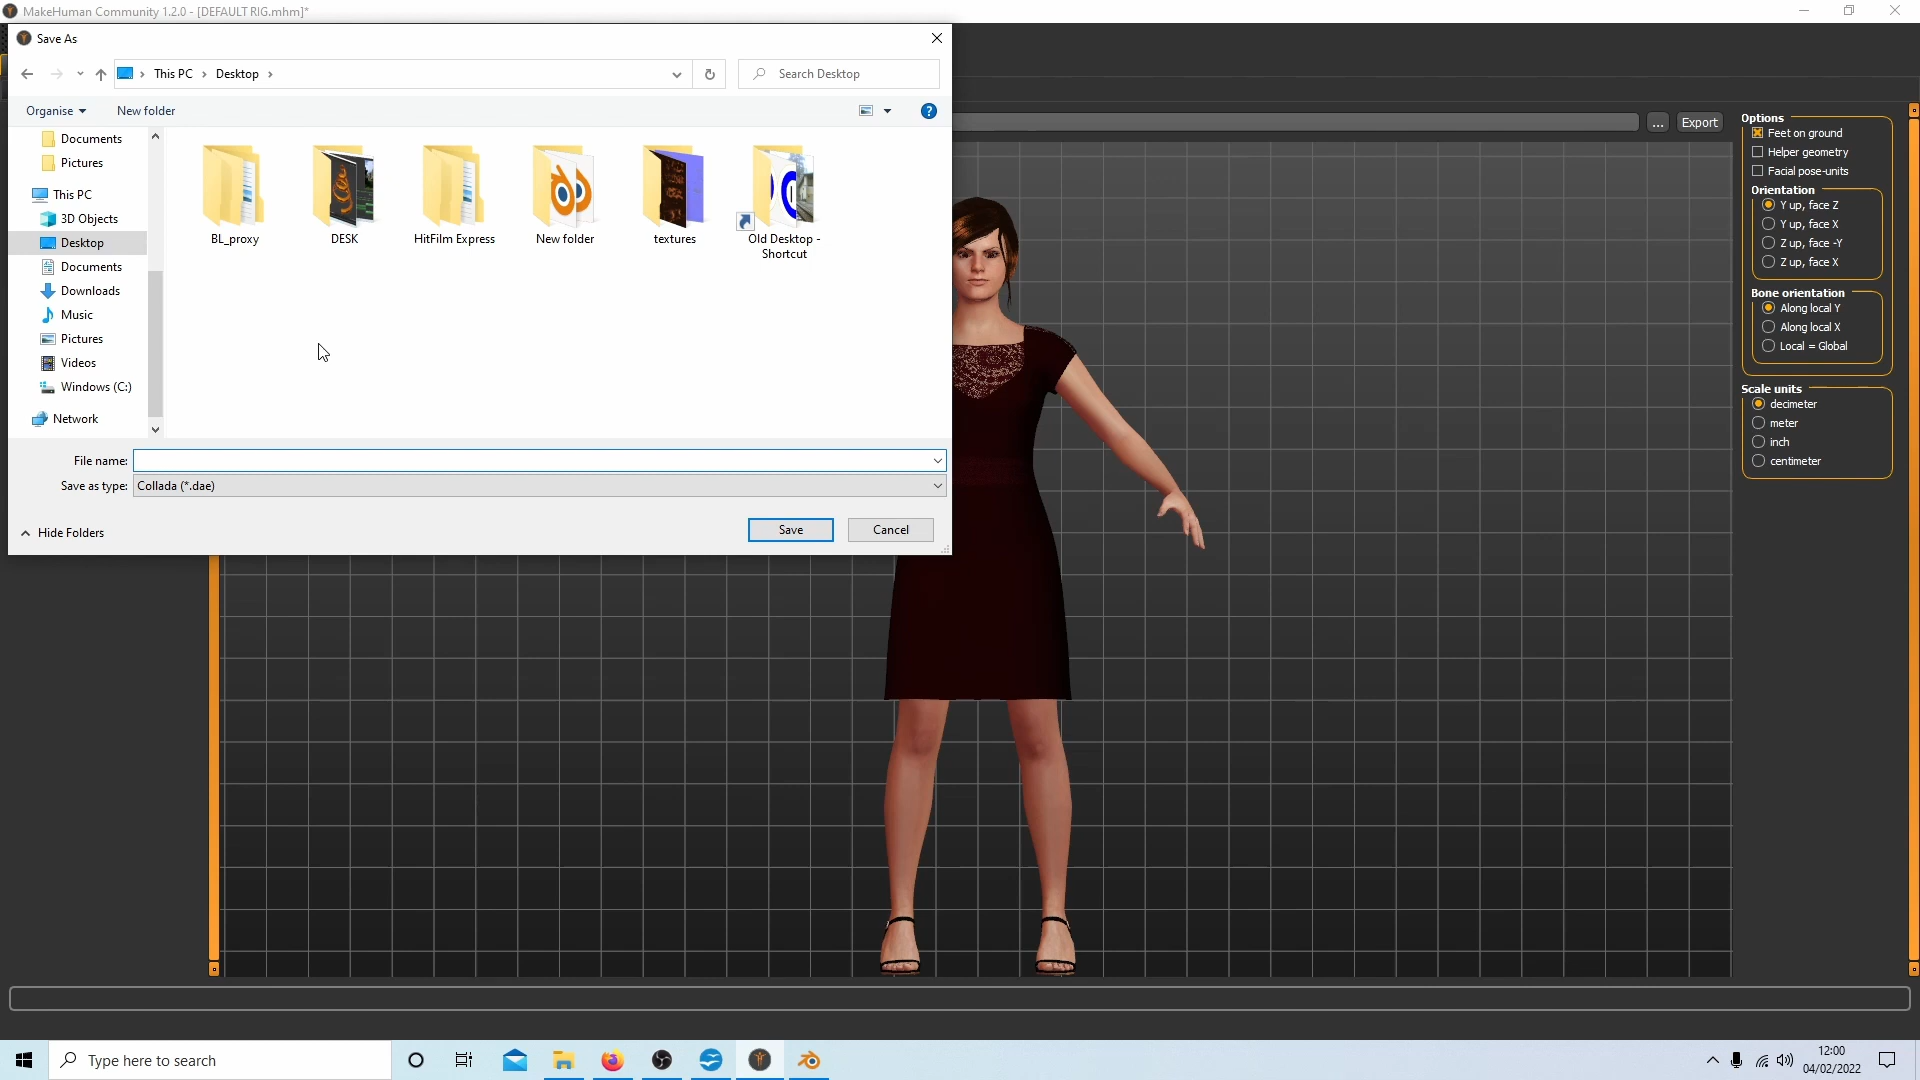 MakeHuman Community 1.2.0 - [DEFAULT RIG.mhm]*
Save As
This PC
Desktop
Search Desktop
Organise
New folder
Documents
Pictures
This PC
3D Objects
Desktop
Documents
Downloads
Music
Pictures
Videos
Windows (C:)
Network
BL_proxy
DESK
HitFilm Express
New folder
textures
Old Desktop -
Shortcut
File name:
Save as type: Collada (*.dae)
Hide Folders
Save
Cancel
...
Export
Options
Feet on ground
Helper geometry
Facial pose-units
Orientation
Y up, face Z
Y up, face X
Z up, face -Y
Z up, face X
Bone orientation
Along local Y
Along local X
Local = Global
Scale units
decimeter
meter
inch
centimeter
Type here to search
12:00
04/02/2022